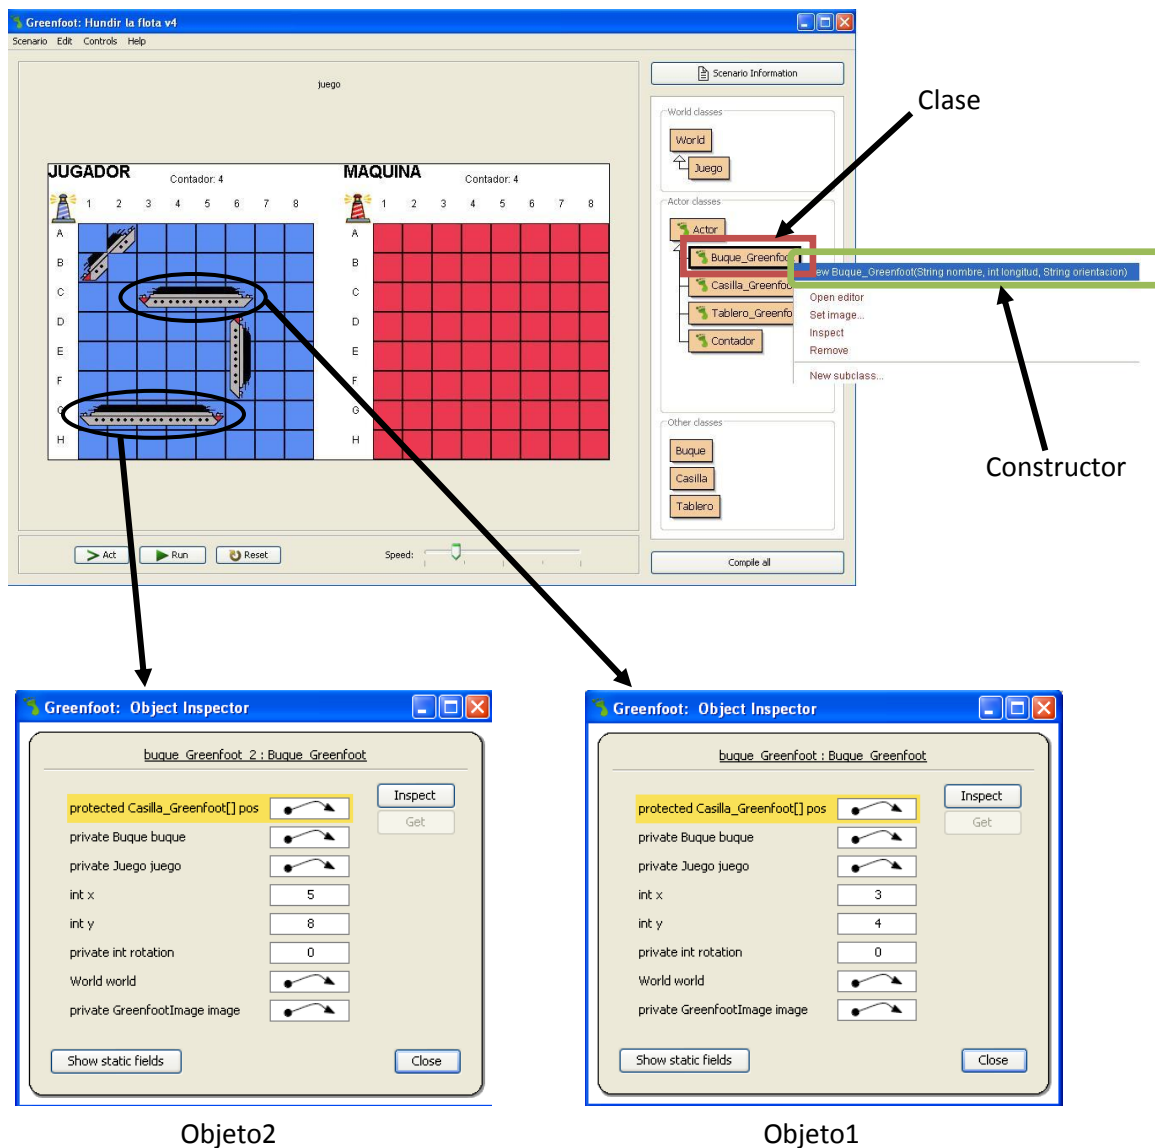 Greenfoot: Hundir la flota v4
Scenario Edit Controls Help
juego
Scenario Information
Clase
World classes
World
Juego
JUGADOR
Contador: 4
MAQUINA
Contador: 4
1 2 3 4 5 6 7 8
1 2 3 4 5 6 7 8
A
B
C
D
E
F
G
H
A
B
C
D
E
F
G
H
Actor classes
Actor
Buque_Greenfoot
new Buque_Greenfoot(String nombre, int longitud, String orientacion)
Casilla_Greenfoo
Open editor
Tablero_Greenfo
Set image...
Inspect
Contador
Remove
New subclass...
Other classes
Buque
Casilla
Tablero
Constructor
Act
Run
Reset
Speed:
Compile all
Greenfoot: Object Inspector
buque_Greenfoot_2 : Buque_Greenfoot
protected Casilla_Greenfoot[] pos
Inspect
Get
private Buque buque
private Juego juego
int x 5
int y 8
private int rotation 0
World world
private GreenfootImage image
Show static fields
Close
Objeto2
Greenfoot: Object Inspector
buque_Greenfoot : Buque_Greenfoot
protected Casilla_Greenfoot[] pos
Inspect
Get
private Buque buque
private Juego juego
int x 3
int y 4
private int rotation 0
World world
private GreenfootImage image
Show static fields
Close
Objeto1